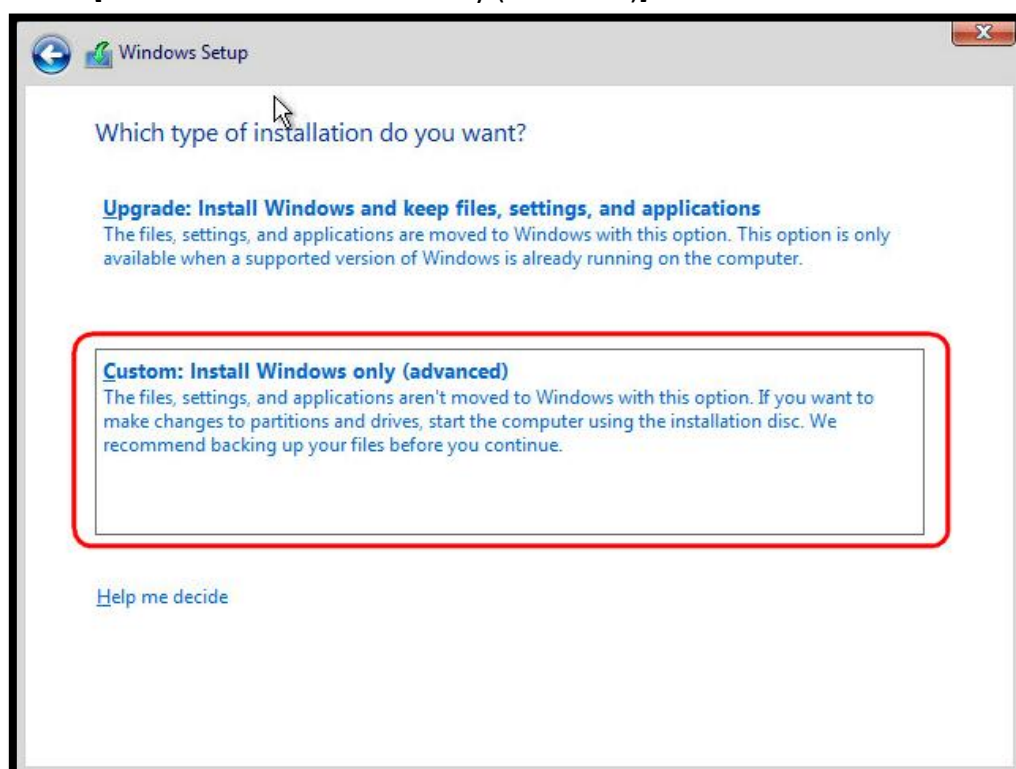 Windows Setup
Which type of installation do you want?
Upgrade: Install Windows and keep files, settings, and applications
The files, settings, and applications are moved to Windows with this option. This option is only
available when a supported version of Windows is already running on the computer.
Custom: Install Windows only (advanced)
The files, settings, and applications aren't moved to Windows with this option. If you want to
make changes to partitions and drives, start the computer using the installation disc. We
recommend backing up your files before you continue.
Help me decide